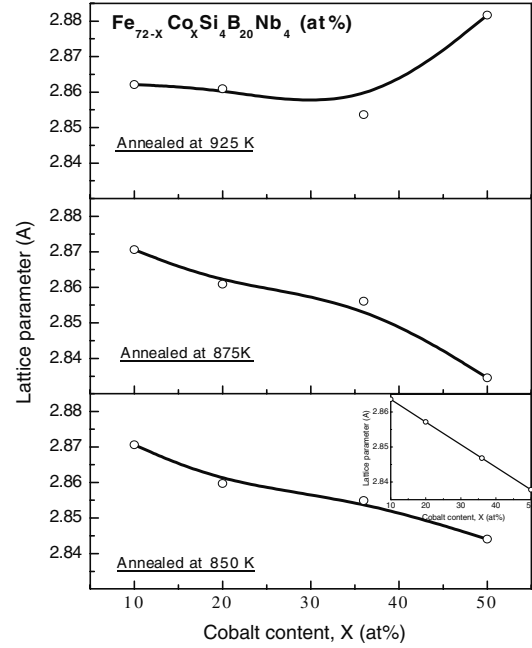 Fe72-XCoXSi4B20Nb4 (at%)
2.88
2.87
2.86
2.85
2.84
Annealed at 925 K
2.88
2.87
2.86
2.85
2.84
Annealed at 875K
Lattice parameter (A)
2.88
2.87
2.86
2.85
2.84
Annealed at 850 K
Lattice parameter (A)
2.86
2.85
2.84
10 20 30 40 50
Cobalt content, X (at%)
10 20 30 40 50
Cobalt content, X (at%)